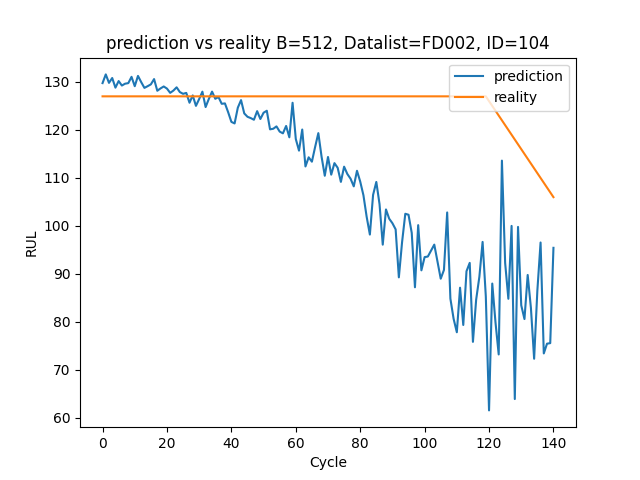 prediction vs reality B=512, Datalist=FD002, ID=104
prediction
reality
130
120
110
100
90
80
70
60
RUL
0 20 40 60 80 100 120 140
Cycle